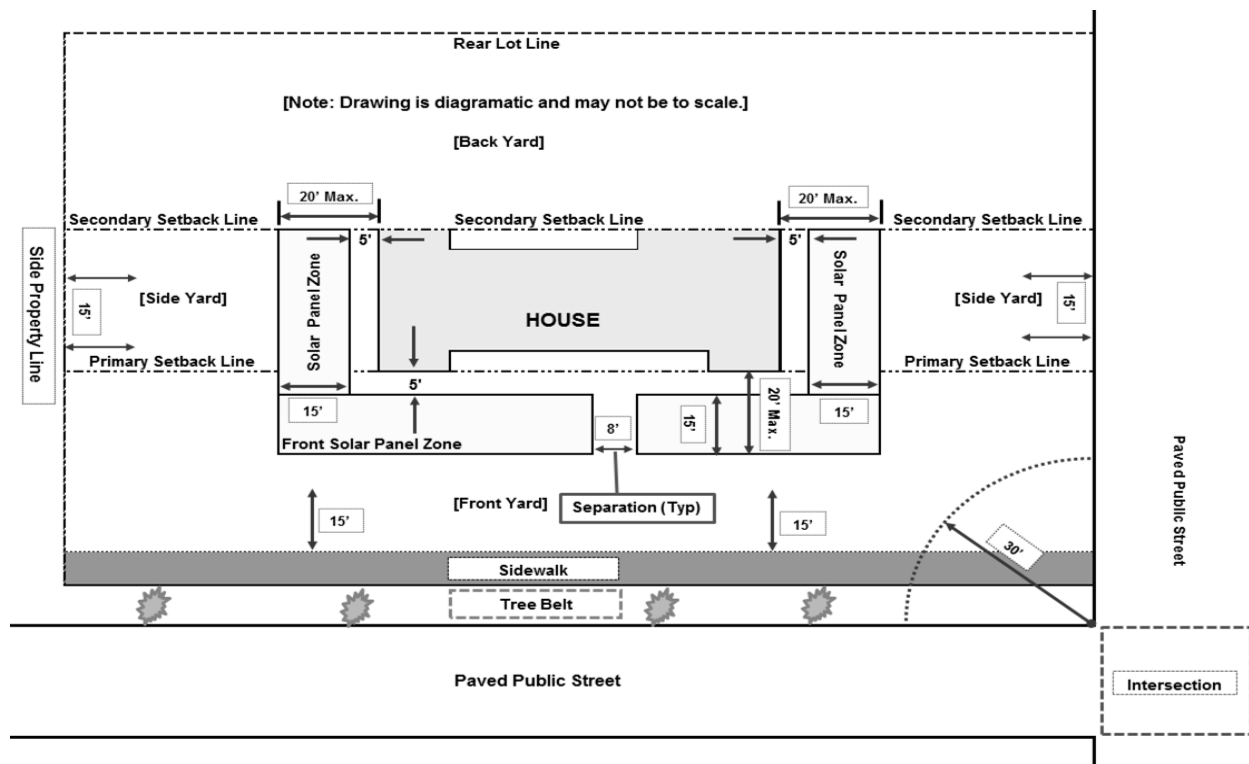 Rear Lot Line
[Note: Drawing is diagramatic and may not be to scale.]
[Back Yard]
20’ Max.
20’ Max.
Secondary Setback Line
Secondary Setback Line
Secondary Setback Line
5'
5'
Side Property Line
Solar Panel Zone
Solar Panel Zone
[Side Yard]
[Side Yard]
15’
15’
HOUSE
Primary Setback Line
Primary Setback Line
5'
20’ Max.
15’
15’
15’
8’
Front Solar Panel Zone
[Front Yard]
Separation (Typ)
15’
15’
30’
Paved Public Street
Sidewalk
Tree Belt
Paved Public Street
Intersection